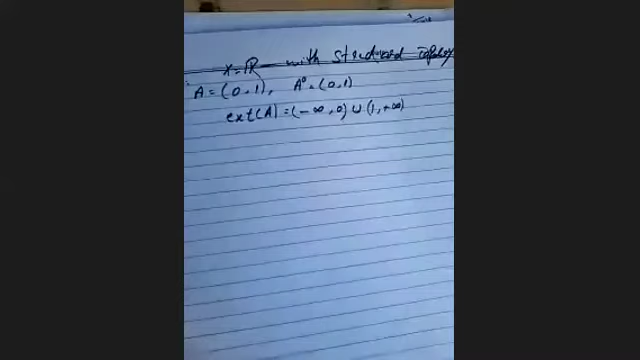 X = ℝ with standard topology
A = (0,1), A° = (0,1)
ext(A) = (-∞,0) ∪ (1,+∞)